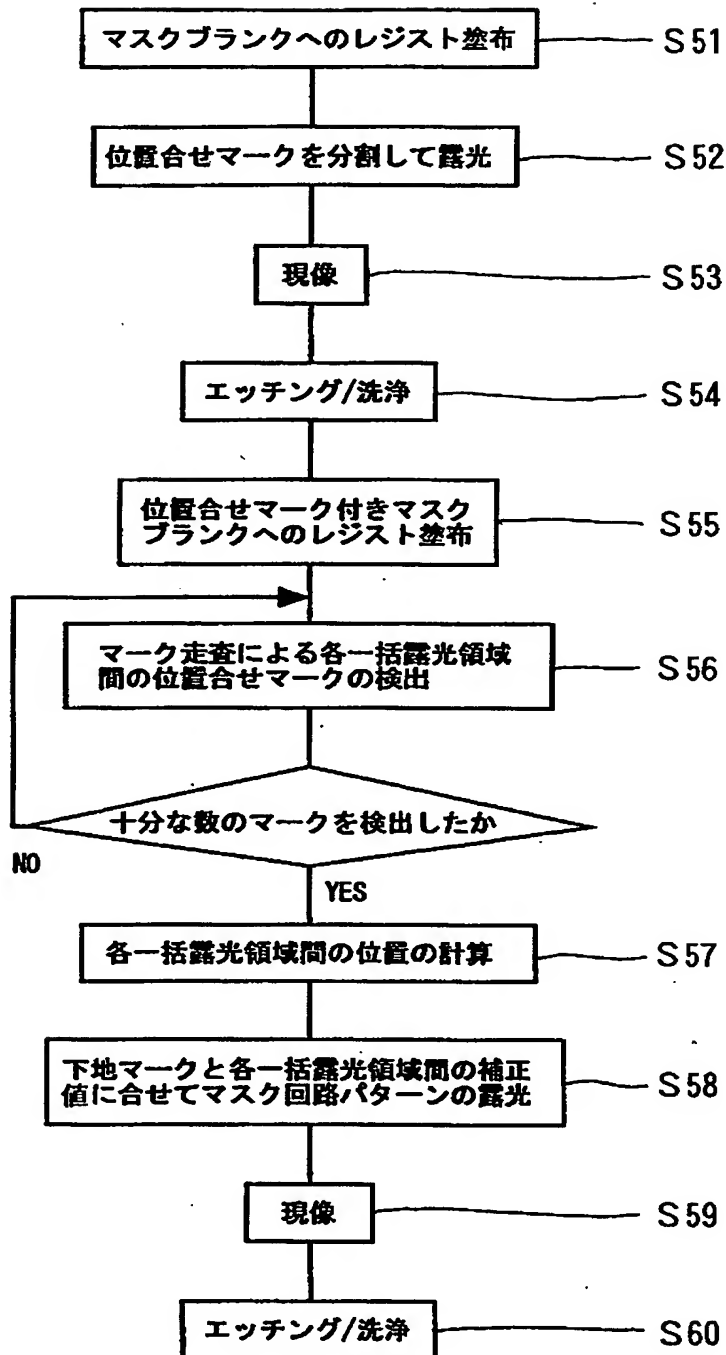 マスクブランクへのレジスト塗布 S51
位置合せマークを分割して露光 S52
現像 S53
エッチング/洗浄 S54
位置合せマーク付きマスク
ブランクへのレジスト塗布 S55
マーク走査による各一括露光領域
間の位置合せマークの検出 S56
十分な数のマークを検出したか
NO
YES
各一括露光領域間の位置の計算 S57
下地マークと各一括露光領域間の補正
値に合せてマスク回路パターンの露光 S58
現像 S59
エッチング/洗浄 S60